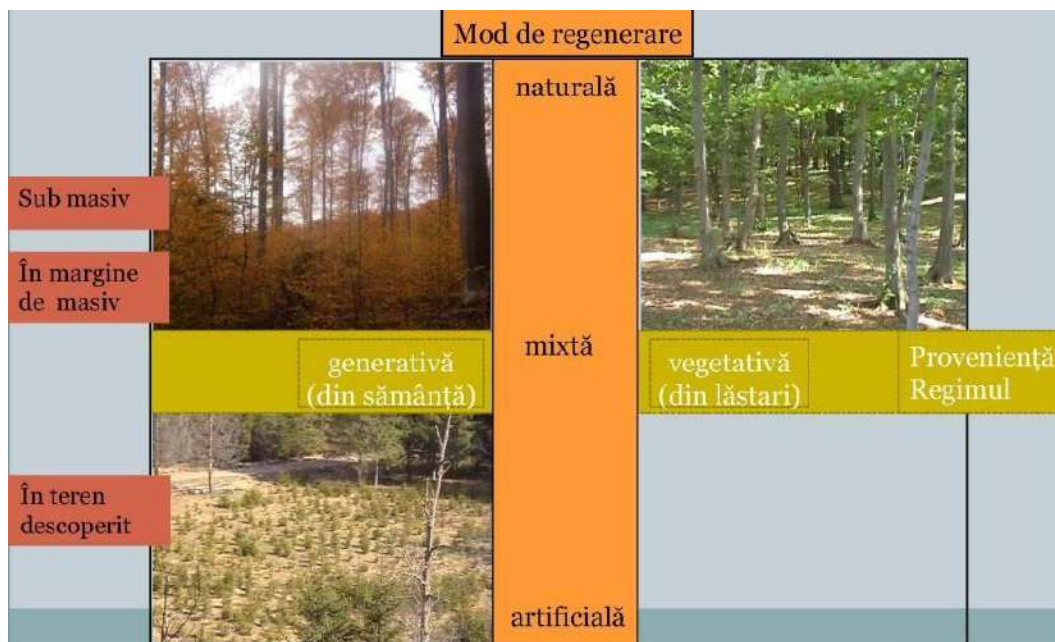 Mod de regenerare
naturală
Sub masiv
În margine
de masiv
mixtă
generativă
(din sămânță)
vegetativă
(din lăstari)
Proveniență
Regimul
În teren
descoperit
artificială